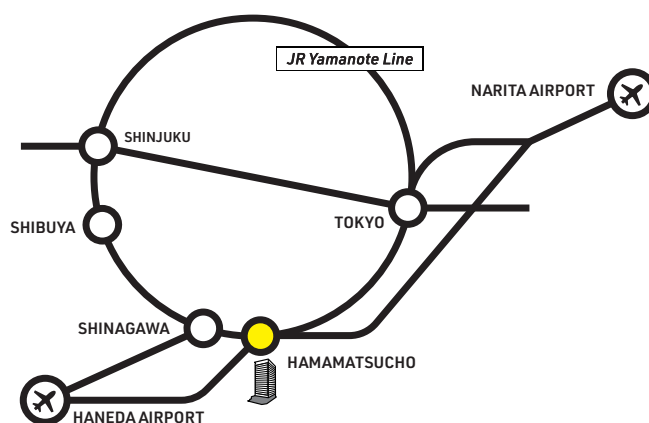 JR Yamanote Line
NARITA AIRPORT
SHINJUKU
SHIBUYA
TOKYO
SHINAGAWA
HAMAMATSUCHO
HANEDA AIRPORT